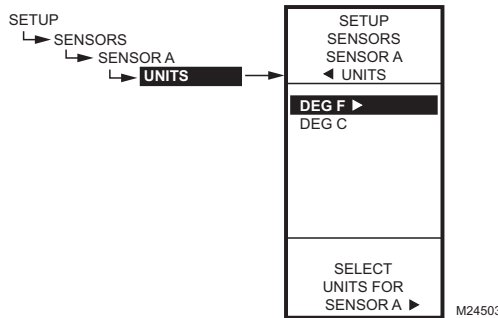 SETUP
SENSORS
SENSOR A
UNITS
SETUP
SENSORS
SENSOR A
◄ UNITS
DEG F ►
DEG C
SELECT
UNITS FOR
SENSOR A ►
M24503